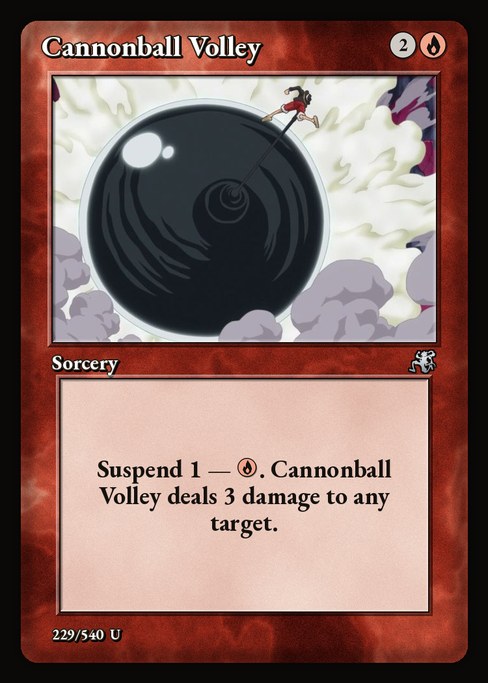 Cannonball Volley 2
Sorcery
Suspend 1 — . Cannonball
Volley deals 3 damage to any
target.
229/540 U